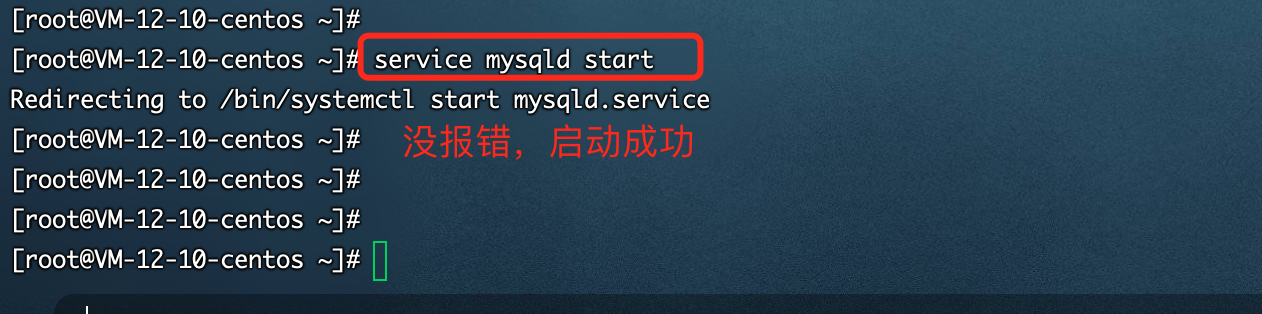 [root@VM-12-10-centos ~]#
[root@VM-12-10-centos ~]# service mysqld start
Redirecting to /bin/systemctl start mysqld.service
[root@VM-12-10-centos ~]# 没报错，启动成功
[root@VM-12-10-centos ~]#
[root@VM-12-10-centos ~]#
[root@VM-12-10-centos ~]#